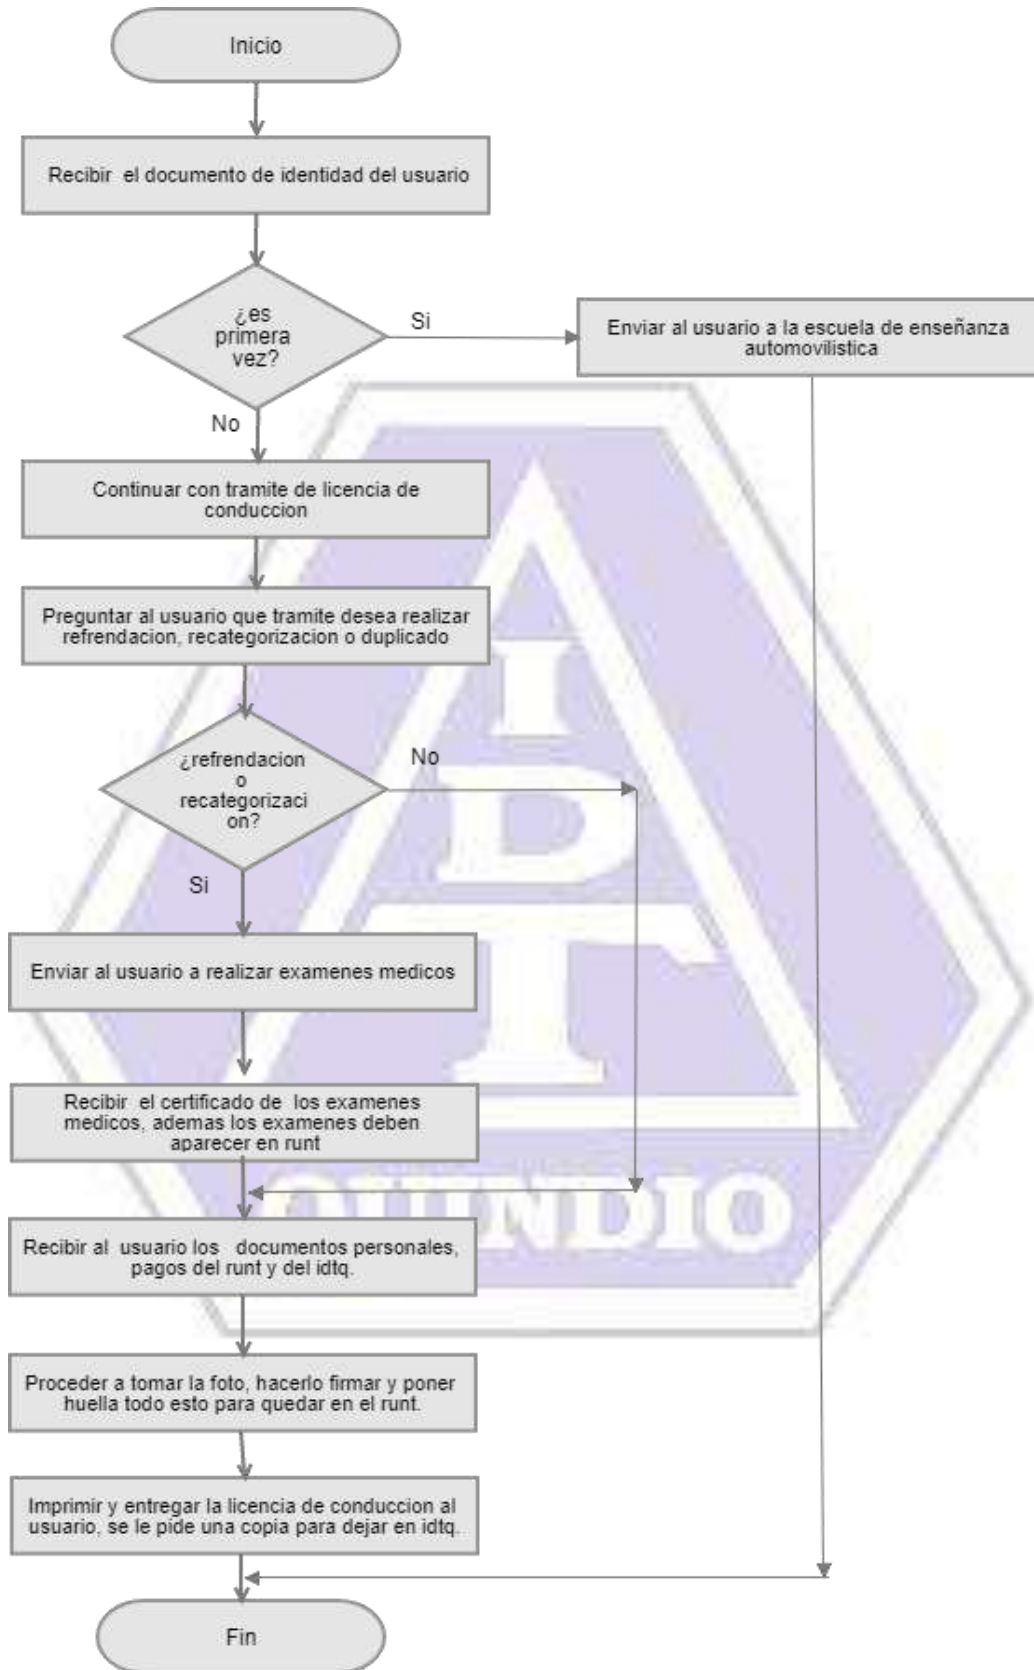 Inicio
Recibir el documento de identidad del usuario
¿es
primera
vez?
Si
Enviar al usuario a la escuela de enseñanza
automovilistica
No
Continuar con tramite de licencia de
conduccion
Preguntar al usuario que tramite desea realizar
refrendacion, recategorizacion o duplicado
¿refrendacion
o
recategorizaci
on?
No
Si
Enviar al usuario a realizar examenes medicos
Recibir el certificado de los examenes
medicos, ademas los examenes deben
aparecer en runt
Recibir al usuario los documentos personales,
pagos del runt y del idtq.
Proceder a tomar la foto, hacerlo firmar y poner
huella todo esto para quedar en el runt.
Imprimir y entregar la licencia de conduccion al
usuario, se le pide una copia para dejar en idtq.
Fin
I
D
T
QUINDIO